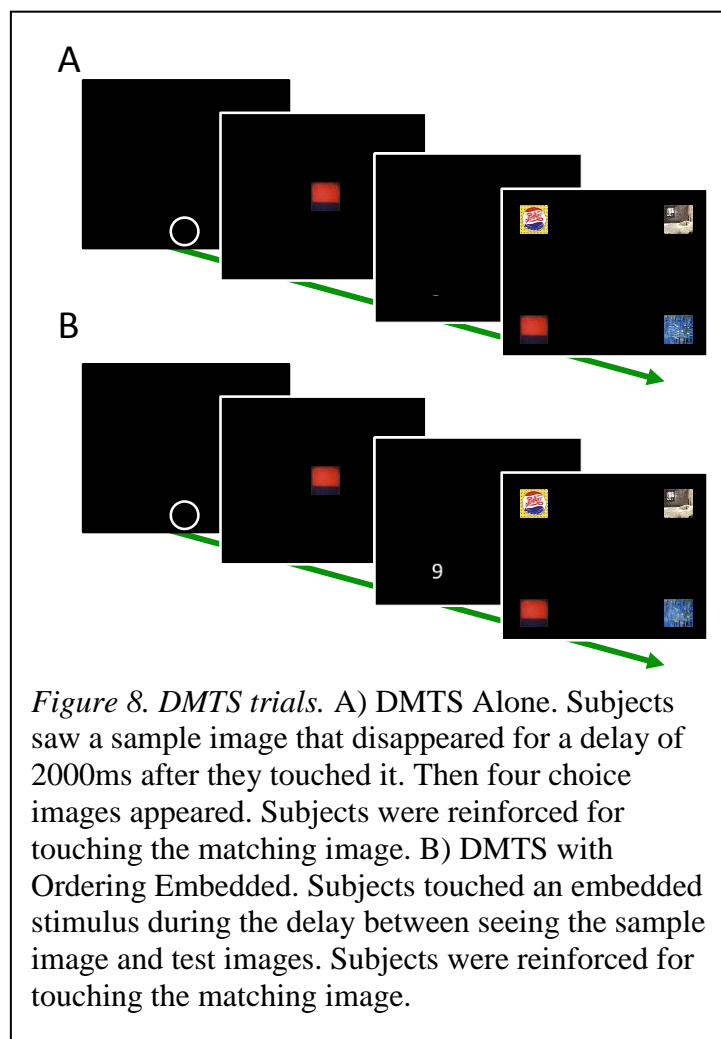 A
B
9
Figure 8. DMTS trials. A) DMTS Alone. Subjects
saw a sample image that disappeared for a delay of
2000ms after they touched it. Then four choice
images appeared. Subjects were reinforced for
touching the matching image. B) DMTS with
Ordering Embedded. Subjects touched an embedded
stimulus during the delay between seeing the sample
image and test images. Subjects were reinforced for
touching the matching image.